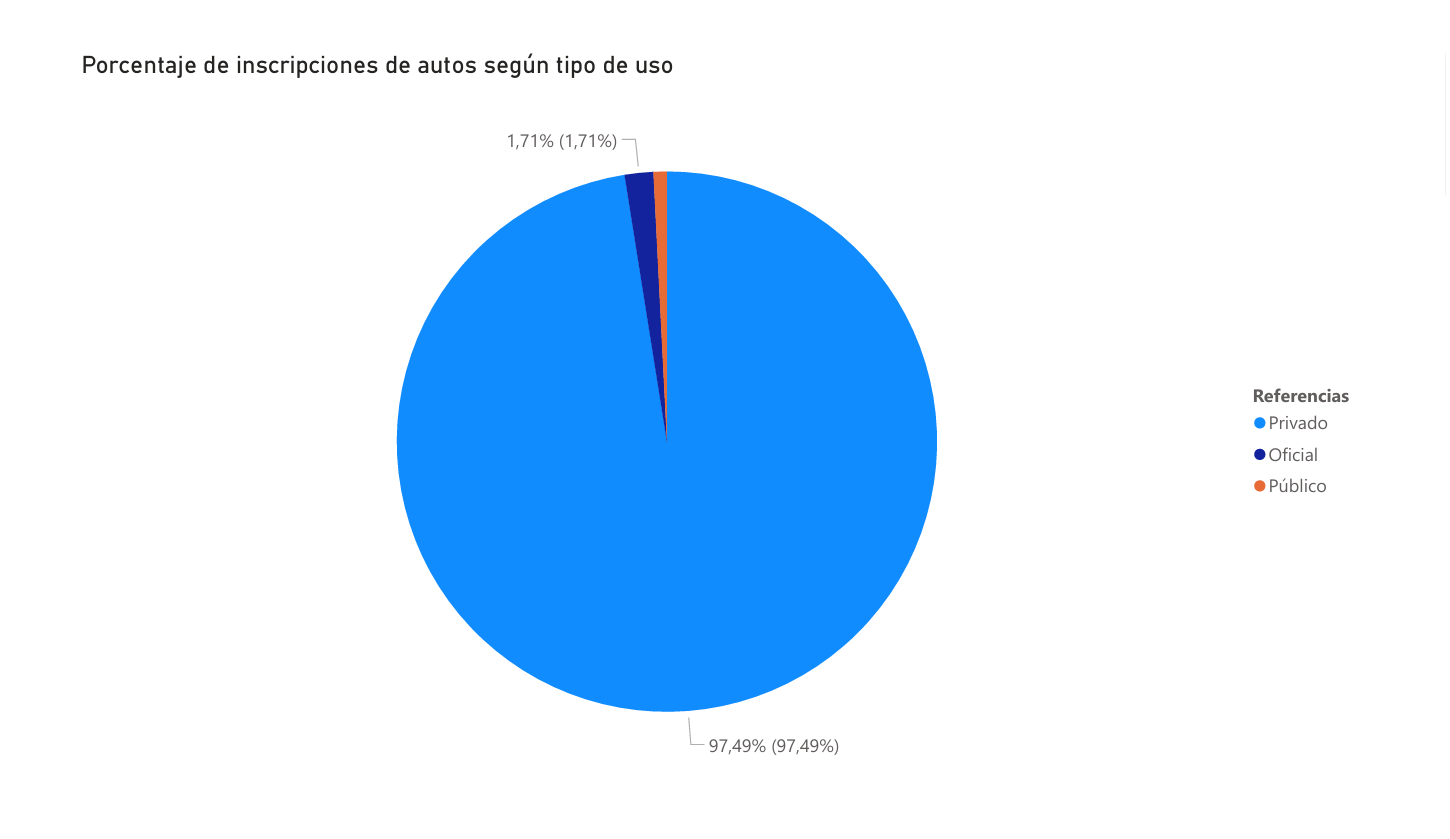 Porcentaje de inscripciones de autos según tipo de uso
1,71% (1,71%)
Referencias
Privado
Oficial
Público
97,49% (97,49%)